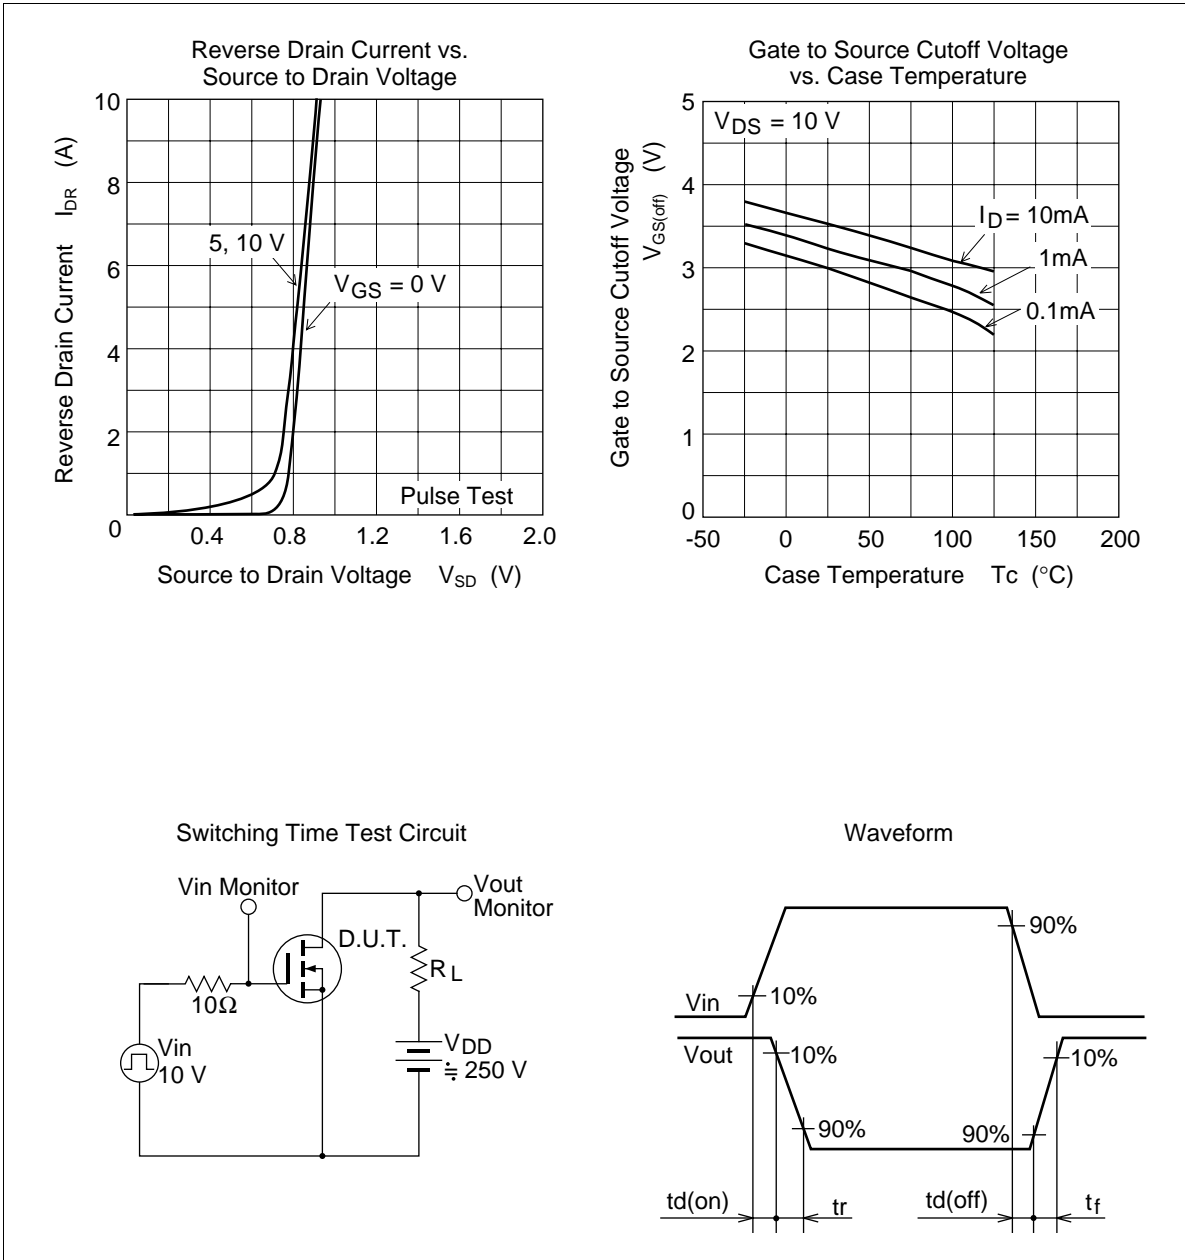 Reverse Drain Current vs.
Source to Drain Voltage
10
8
6
4
2
0
0.4
0.8
1.2
1.6
2.0
Reverse Drain Current I_DR (A)
5, 10 V
V_GS = 0 V
Pulse Test
Source to Drain Voltage V_SD (V)
Gate to Source Cutoff Voltage
vs. Case Temperature
5
4
3
2
1
0
-50
0
50
100
150
200
Gate to Source Cutoff Voltage
V_GS(off) (V)
V_DS = 10 V
I_D = 10mA
1mA
0.1mA
Case Temperature Tc (°C)
Switching Time Test Circuit
Vin Monitor
Vout
Monitor
D.U.T.
R_L
10Ω
Vin
10 V
V_DD
≒ 250 V
Waveform
90%
10%
Vin
Vout
10%
10%
90%
90%
td(on)
tr
td(off)
t_f